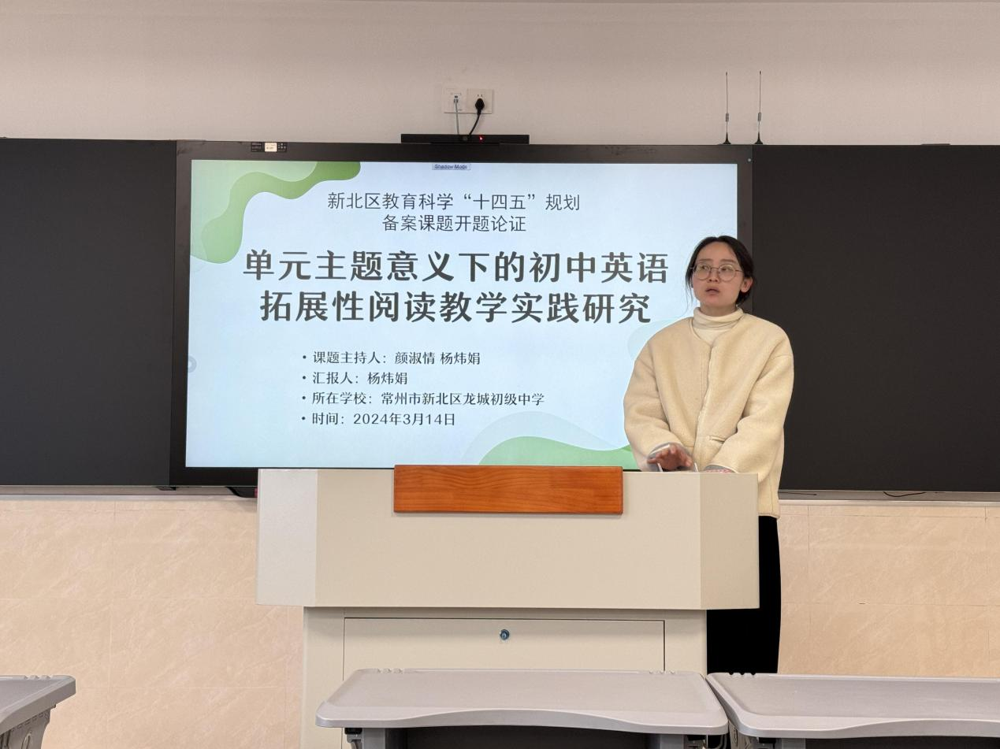 Shadow Mode
新北区教育科学“十四五”规划
备案课题开题论证
单元主题意义下的初中英语
拓展性阅读教学实践研究
• 课题主持人：颜淑情 杨炜娟
• 汇报人：杨炜娟
• 所在学校：常州市新北区龙城初级中学
• 时间：2024年3月14日